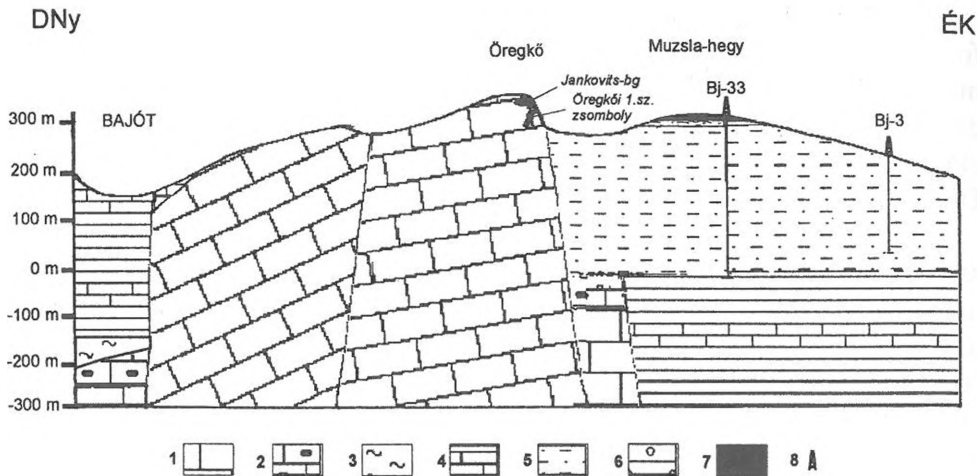 DNy
ÉK
Öregkő
Muzsla-hegy
Jankovits-bg
Bj-33
Öregkői 1.sz.
zsomboly
300 m
BAJÓT
Bj-3
200 m
100 m
0 m
-100 m
-200 m
-300 m
1 2 3 4 5 6 7 8